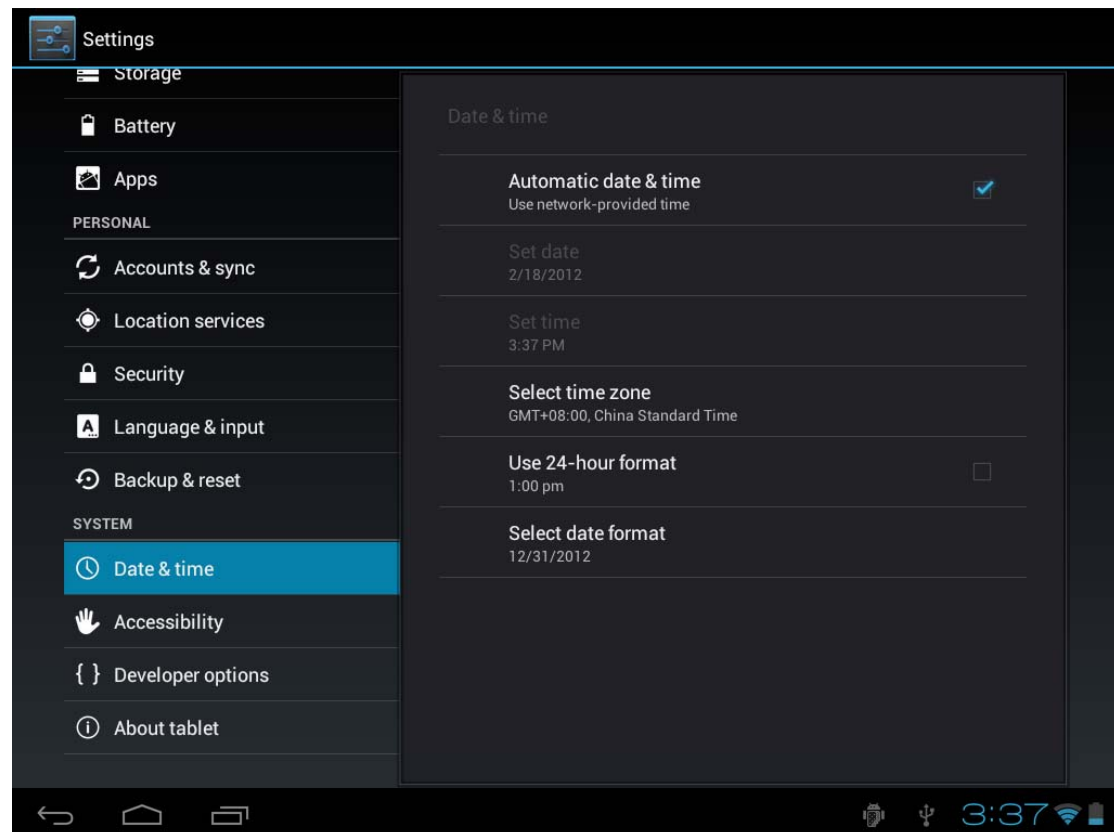 Settings
Storage
Battery
Apps
PERSONAL
Accounts & sync
Location services
Security
Language & input
Backup & reset
SYSTEM
Date & time
Accessibility
{ } Developer options
About tablet
Date & time
Automatic date & time
Use network-provided time
Set date
2/18/2012
Set time
3:37 PM
Select time zone
GMT+08:00, China Standard Time
Use 24-hour format
1:00 pm
Select date format
12/31/2012
3:37